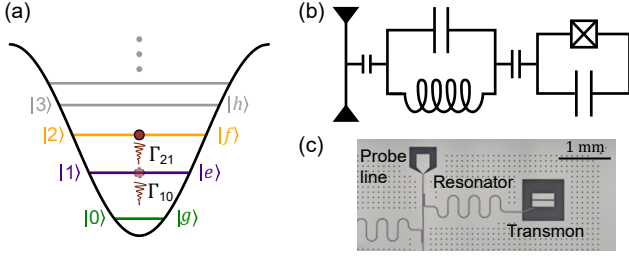 (a)
|3⟩ |h⟩
|2⟩ |f⟩
Γ21
|1⟩ |e⟩
Γ10
|0⟩ |g⟩
(b)
(c)
1 mm
Probe
line
Resonator
Transmon